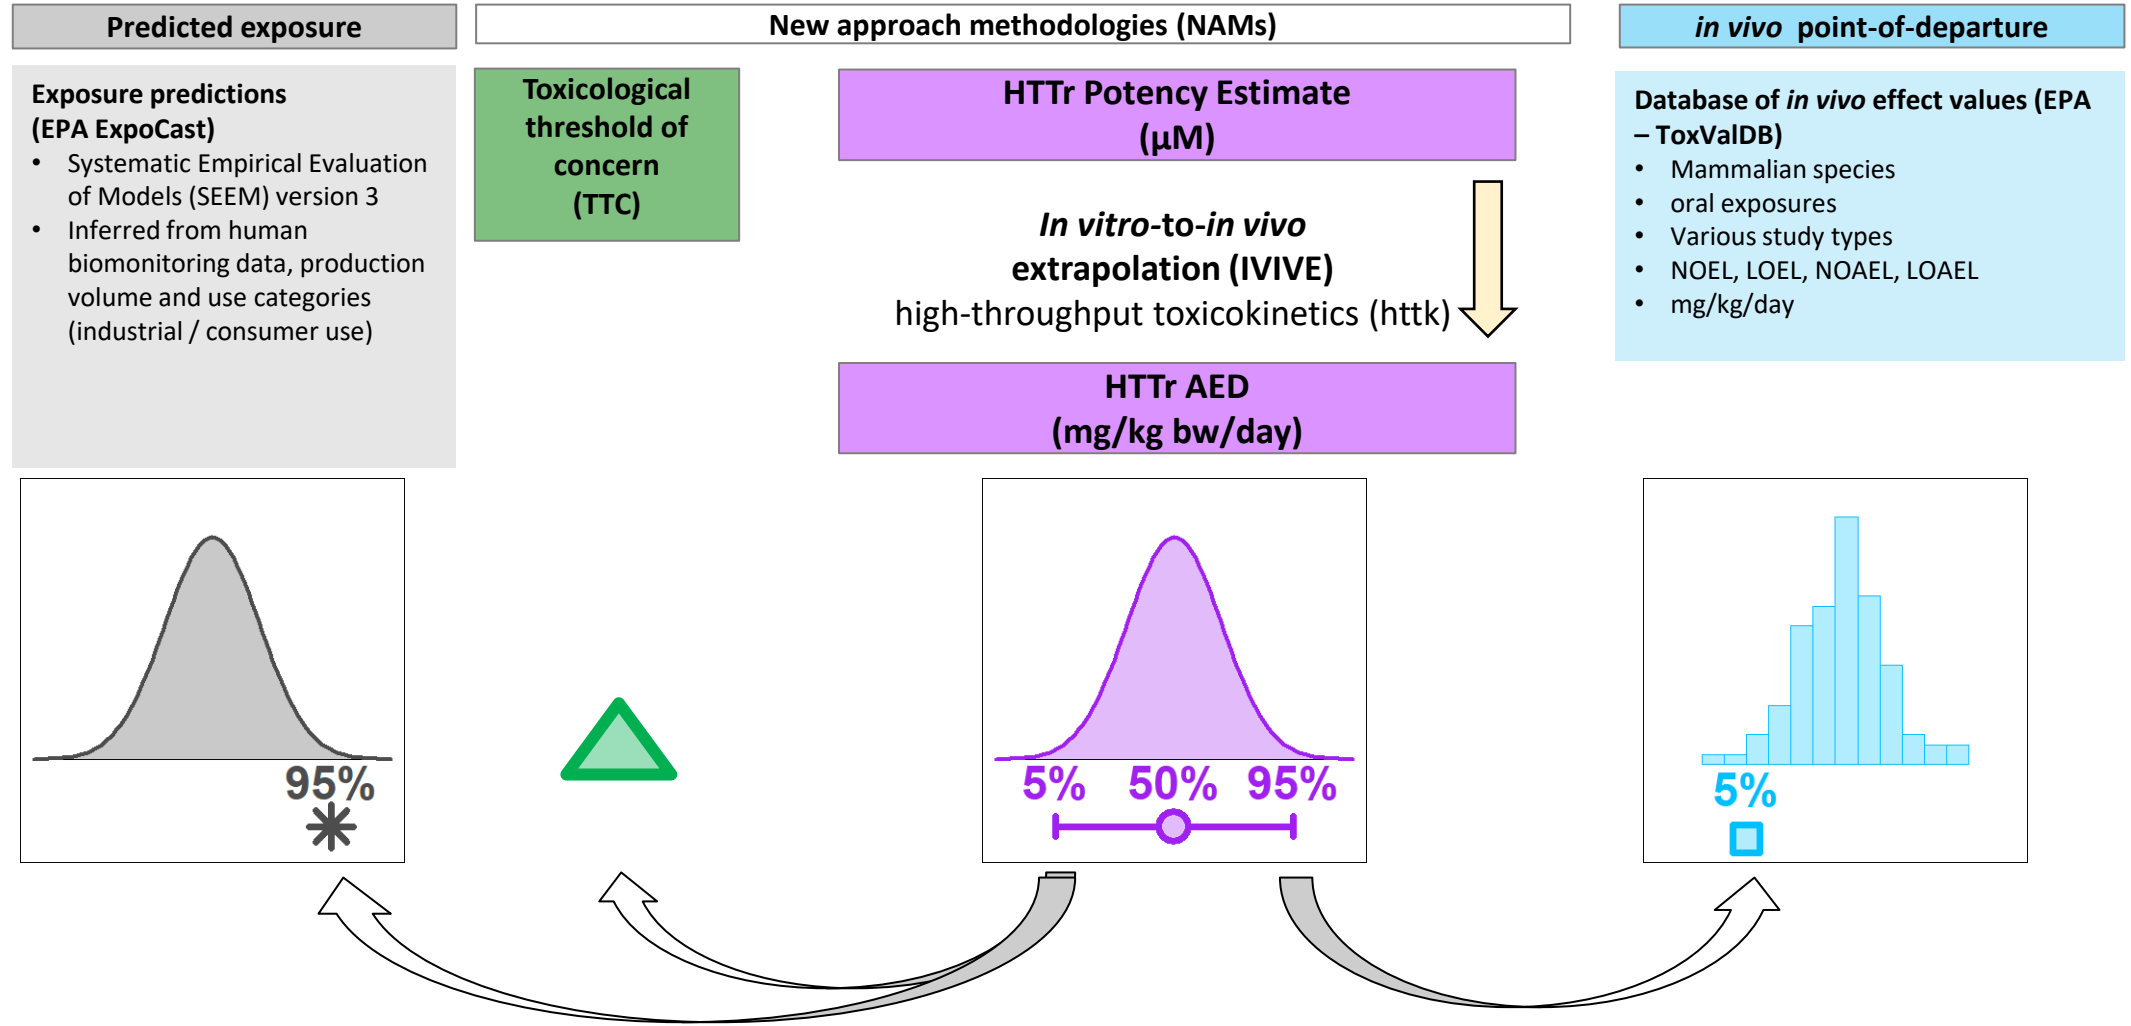 Predicted exposure
New approach methodologies (NAMs)
in vivo point-of-departure
Exposure predictions
(EPA ExpoCast)
• Systematic Empirical Evaluation
of Models (SEEM) version 3
• Inferred from human
biomonitoring data, production
volume and use categories
(industrial / consumer use)
Toxicological
threshold of
concern
(TTC)
HTTr Potency Estimate
(μM)
In vitro-to-in vivo
extrapolation (IVIVE)
high-throughput toxicokinetics (httk)
HTTr AED
(mg/kg bw/day)
Database of in vivo effect values (EPA
– ToxValDB)
• Mammalian species
• oral exposures
• Various study types
• NOEL, LOEL, NOAEL, LOAEL
• mg/kg/day
95%
5% 50% 95%
5%